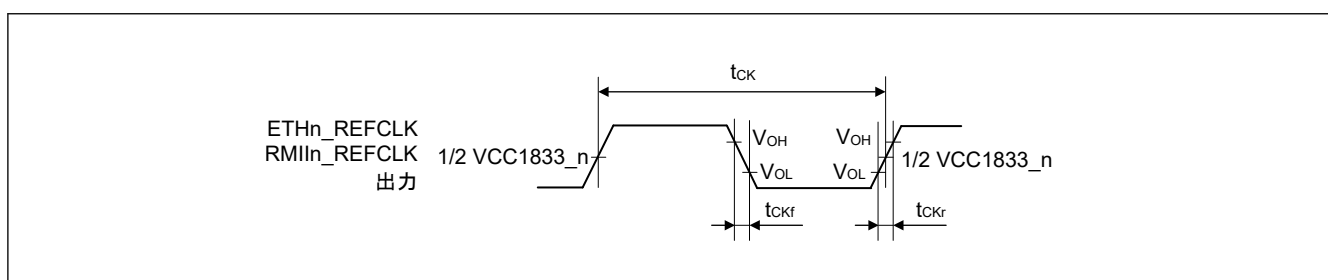 tCK
ETHn_REFCLK
RMIIn_REFCLK
出力
1/2 VCC1833_n
VOH
VOL
VOH
VOL
1/2 VCC1833_n
tCKf
tCKr